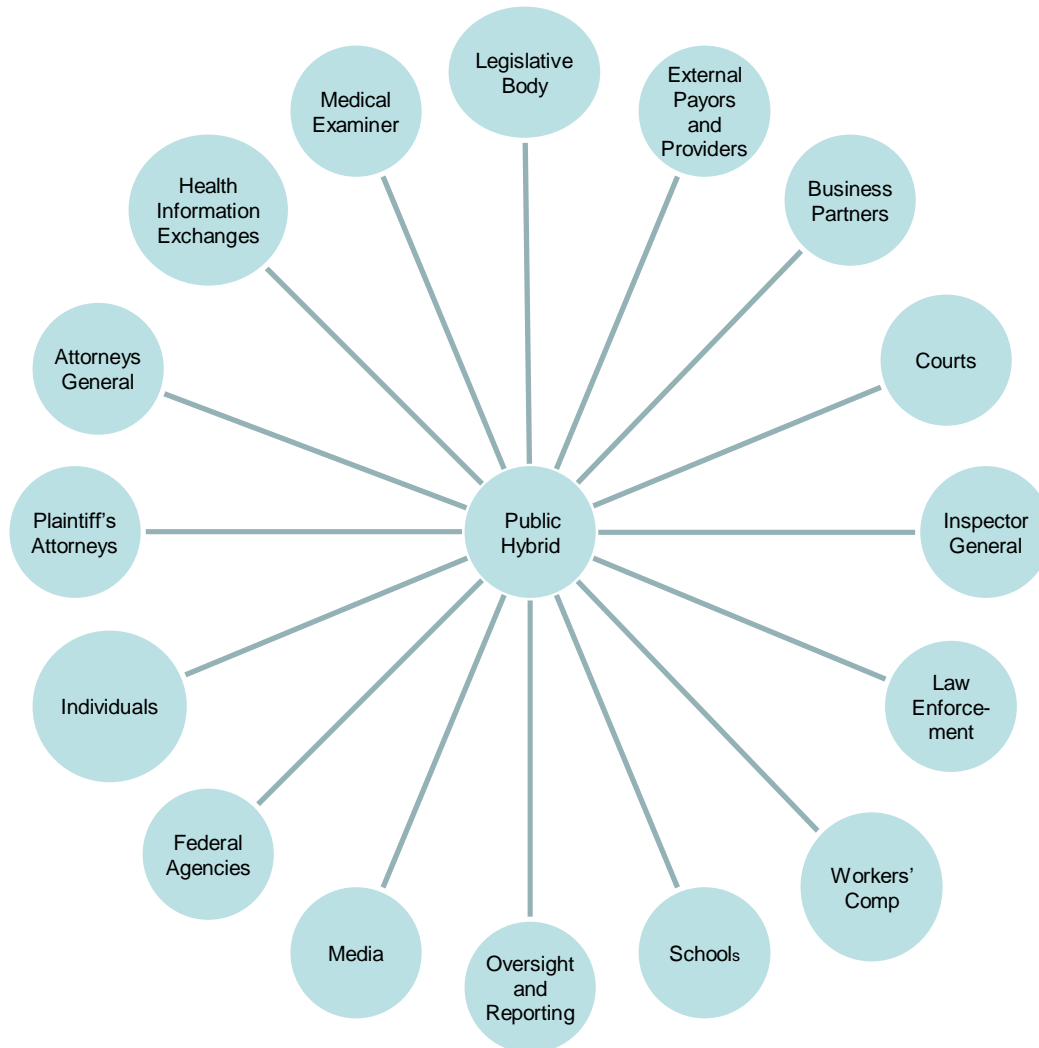 Legislative
Body
External
Payors
and
Providers
Business
Partners
Courts
Inspector
General
Law
Enforce-
ment
Workers’
Comp
Schools
Oversight
and
Reporting
Media
Federal
Agencies
Individuals
Plaintiff’s
Attorneys
Attorneys
General
Health
Information
Exchanges
Medical
Examiner
Public
Hybrid